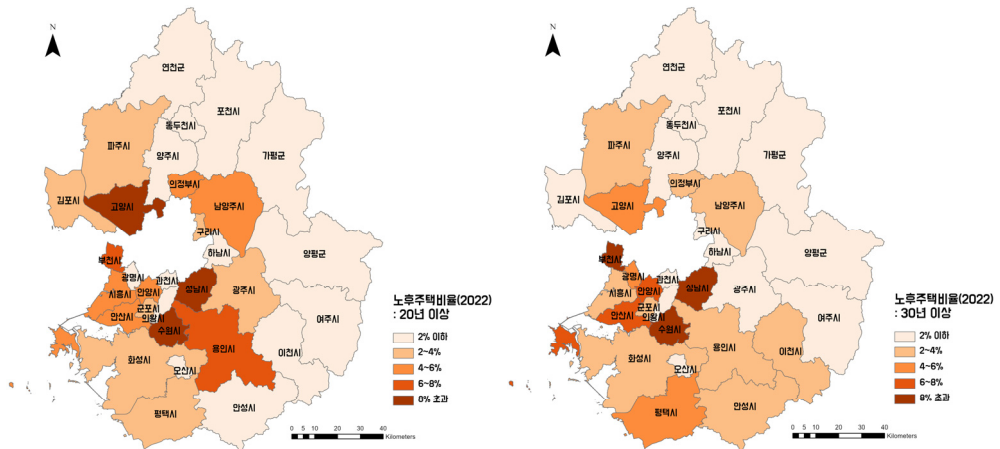 N
연천군
포천시
동두천시
파주시
양주시
가평군
의정부시
김포시
고양시
남양주시
구리시
하남시
양평군
부천시
광명시
과천시
시흥시
안양시
성남시
광주시
군포시
안산시
의왕시
수원시
여주시
용인시
이천시
화성시
오산시
평택시
안성시
노후주택비율(2022)
: 20년 이상
2% 이하
2~4%
4~6%
6~8%
0% 초과
0 5 10 20 30 40
Kilometers
N
연천군
포천시
동두천시
파주시
양주시
가평군
의정부시
김포시
고양시
남양주시
구리시
하남시
양평군
부천시
광명시
과천시
시흥시
안양시
성남시
광주시
군포시
안산시
의왕시
수원시
여주시
용인시
이천시
화성시
오산시
평택시
안성시
노후주택비율(2022)
: 30년 이상
2% 이하
2~4%
4~6%
6~8%
8% 초과
0 5 10 20 30 40
Kilometers